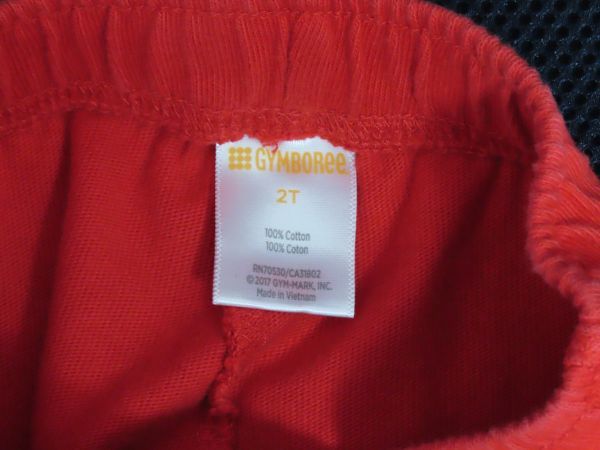 GYMBOREE
2T
100% Cotton
100% Coton
RN70530/CA31802
©2017 GYM-MARK, INC.
Made in Vietnam